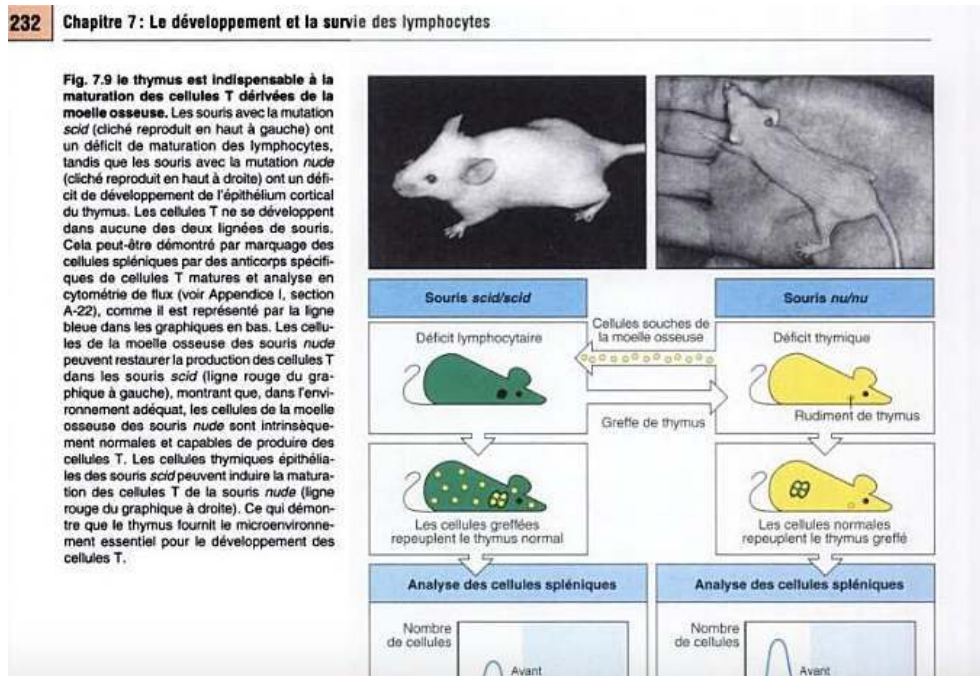 232 Chapitre 7: Le développement et la survie des lymphocytes
Fig. 7.9 le thymus est indispensable à la
maturation des cellules T dérivées de la
moelle osseuse. Les souris avec la mutation
scid (cliché reproduit en haut à gauche) ont
un déficit de maturation des lymphocytes,
tandis que les souris avec la mutation nude
(cliché reproduit en haut à droite) ont un défi-
cit de développement de l'épithélium cortical
du thymus. Les cellules T ne se développent
dans aucune des deux lignées de souris.
Cela peut-être démontré par marquage des
cellules spléniques par des anticorps spécifi-
ques de cellules T matures et analyse en
cytométrie de flux (voir Appendice I, section
A-22), comme il est représenté par la ligne
bleue dans les graphiques en bas. Les cellu-
les de la moelle osseuse des souris nude
peuvent restaurer la production des cellules T
dans les souris scid (ligne rouge du gra-
phique à gauche), montrant que, dans l'envi-
ronnement adéquat, les cellules de la moelle
osseuse des souris nude sont intrinsèque-
ment normales et capables de produire des
cellules T. Les cellules thymiques épithélia-
les des souris scid peuvent induire la matura-
tion des cellules T de la souris nude (ligne
rouge du graphique à droite). Ce qui démon-
tre que le thymus fournit le microenvironne-
ment essentiel pour le développement des
cellules T.
Souris scid/scid
Souris nu/nu
Déficit lymphocytaire
Cellules souches de
la moelle osseuse
Déficit thymique
Greffe de thymus
Rudiment de thymus
Les cellules greffées
repeuplent le thymus normal
Les cellules normales
repeuplent le thymus greffé
Analyse des cellules spléniques
Analyse des cellules spléniques
Nombre
de cellules
Avant
Nombre
de cellules
Avant